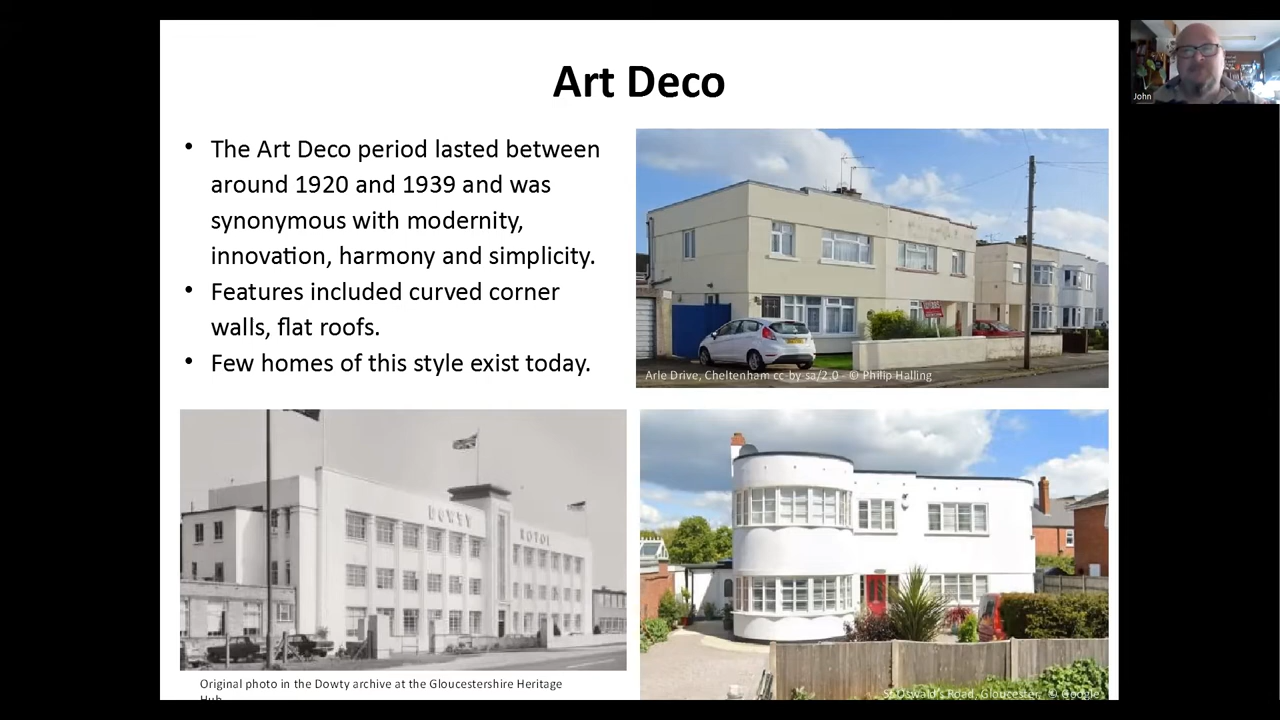 Art Deco
• The Art Deco period lasted between
around 1920 and 1939 and was
synonymous with modernity,
innovation, harmony and simplicity.
• Features included curved corner
walls, flat roofs.
• Few homes of this style exist today.
Arle Drive, Cheltenham cc-by-sa/2.0 - © Philip Halling
DOWTY
ROTOL
Original photo in the Dowty archive at the Gloucestershire Heritage
Hub
St Oswald's Road, Gloucester, © Google
John